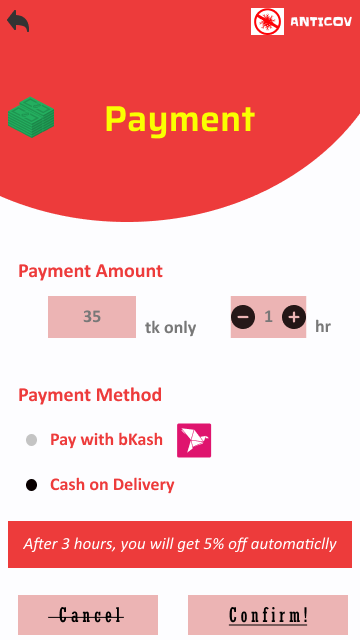 ANTICOV
Payment
Payment Amount
35 tk only 1 hr
Payment Method
Pay with bKash
Cash on Delivery
After 3 hours, you will get 5% off automaticlly
Cancel Confirm!